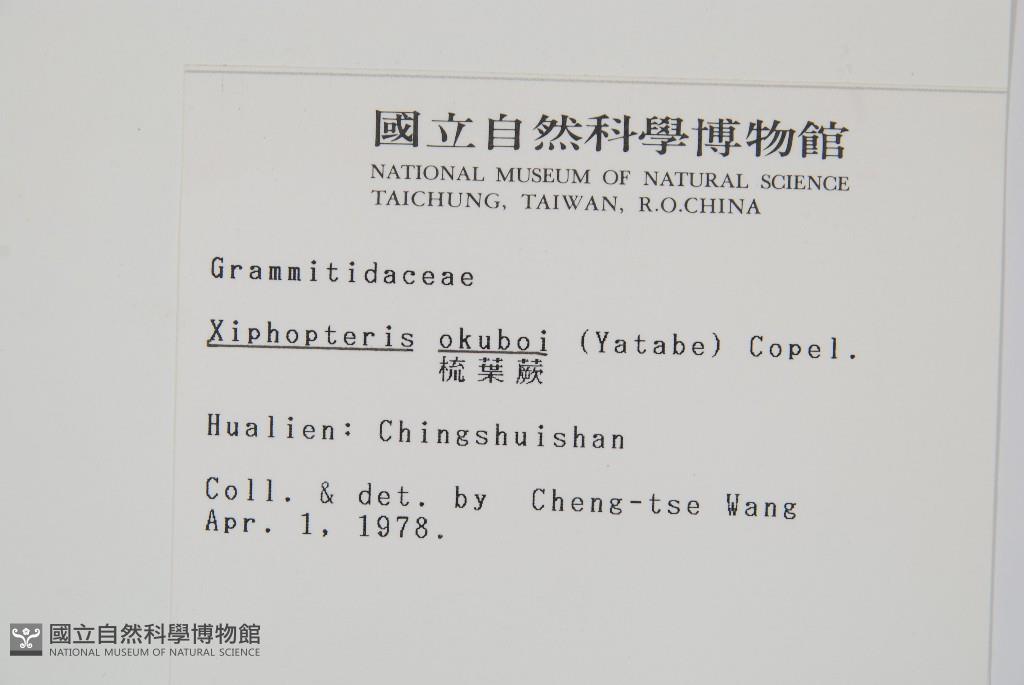 國立自然科學博物館
NATIONAL MUSEUM OF NATURAL SCIENCE
TAICHUNG, TAIWAN, R.O.CHINA
Grammitidaceae
Xiphopteris okuboi (Yatabe) Copel.
梳葉蕨
Hualien: Chingshuishan
Coll. & det. by Cheng-tse Wang
Apr. 1, 1978.
國立自然科學博物館
NATIONAL MUSEUM OF NATURAL SCIENCE